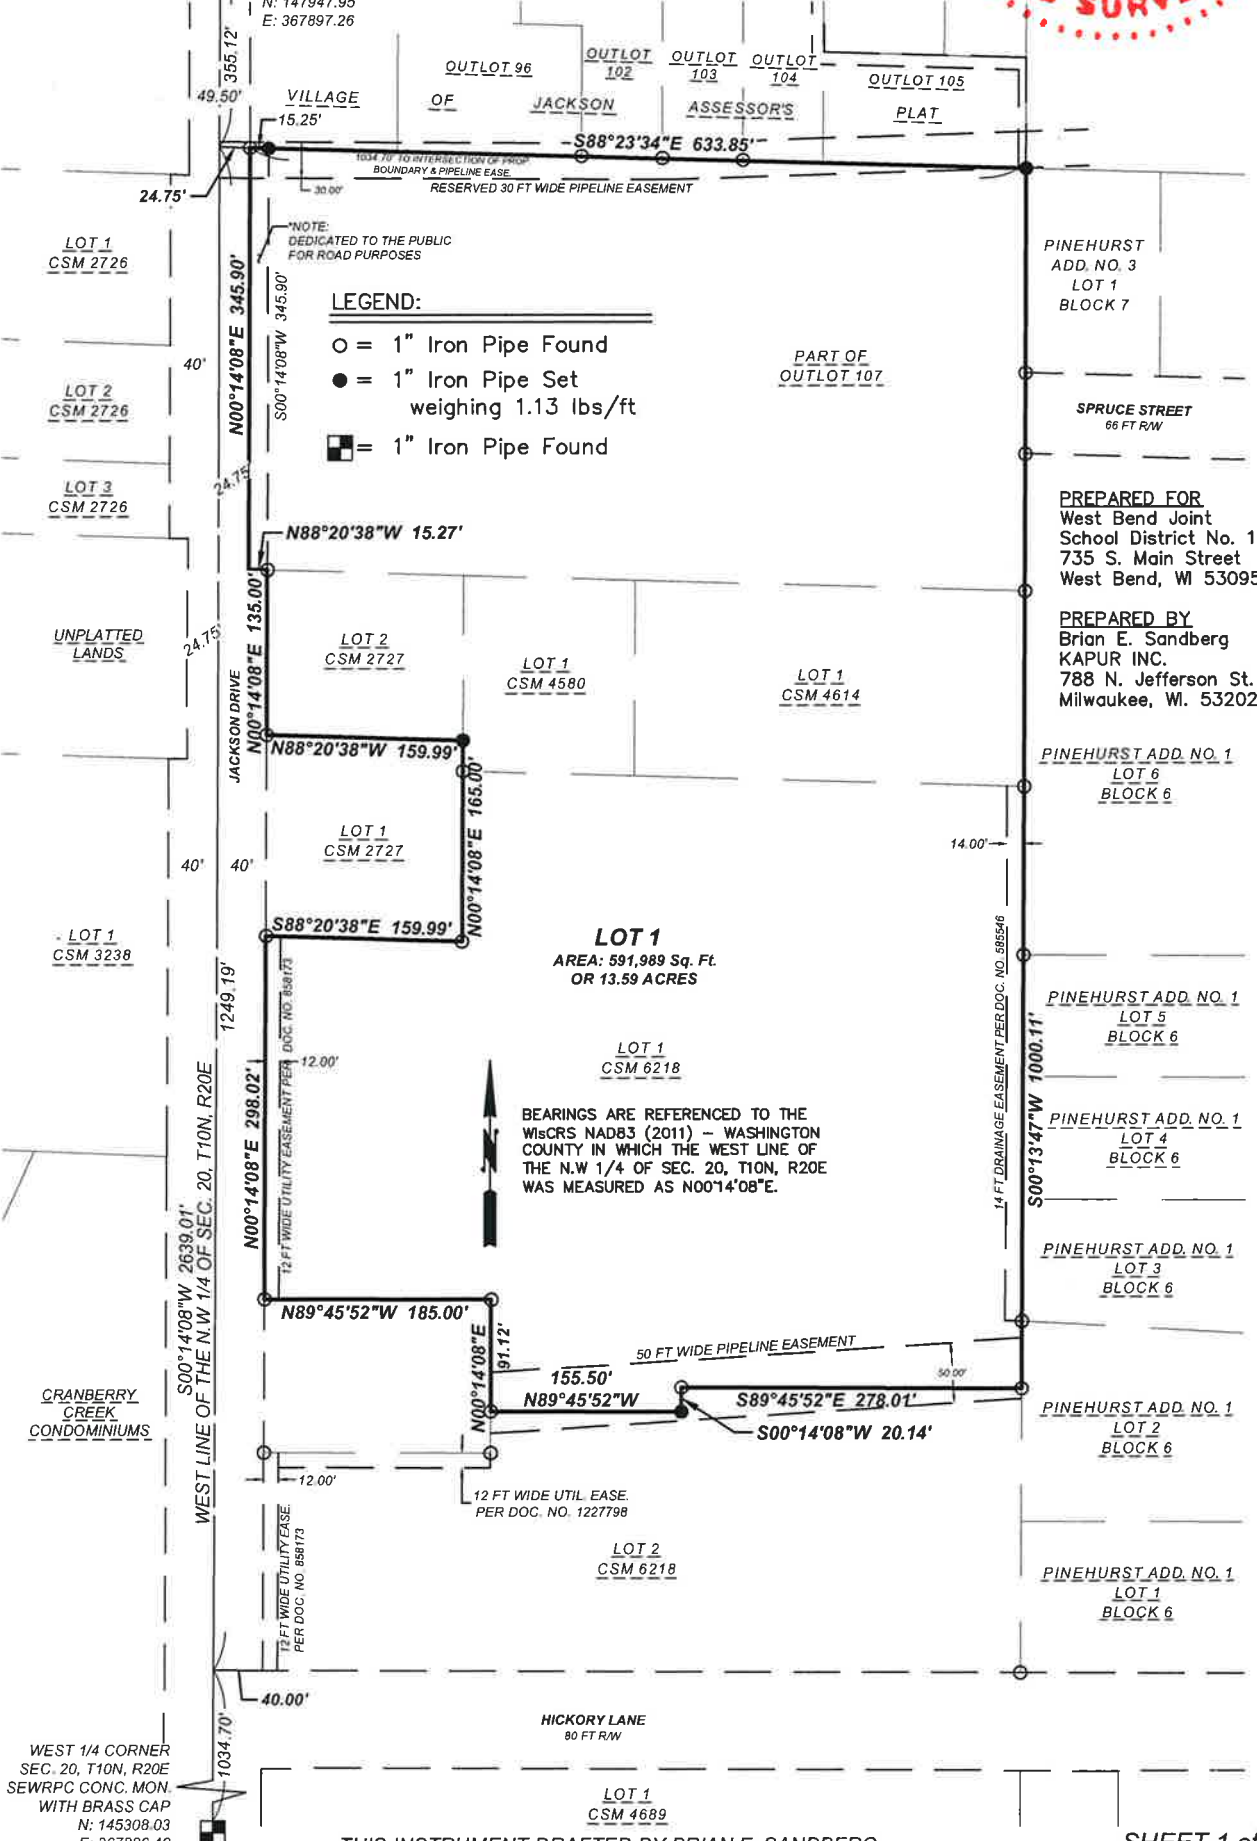 N: 147947.95
E: 367897.26
SURVE
355.12'
49.50'
15.25'
24.75'
OUTLOT 96
OUTLOT
102
OUTLOT
103
OUTLOT
104
OUTLOT 105
VILLAGE OF JACKSON ASSESSOR'S PLAT
S88°23'34"E 633.85'
1034.70' TO INTERSECTION OF PROP.
BOUNDARY & PIPELINE EASE.
30.00'
RESERVED 30 FT WIDE PIPELINE EASEMENT
*NOTE:
DEDICATED TO THE PUBLIC
FOR ROAD PURPOSES
LOT 1
CSM 2726
N00°14'08"E 345.90'
S00°14'08"W 345.90'
LEGEND:
= 1" Iron Pipe Found
= 1" Iron Pipe Set
weighing 1.13 lbs/ft
= 1" Iron Pipe Found
PART OF
OUTLOT 107
PINEHURST
ADD. NO. 3
LOT 1
BLOCK 7
40'
LOT 2
CSM 2726
SPRUCE STREET
66 FT R/W
LOT 3
CSM 2726
24.75'
PREPARED FOR
West Bend Joint
School District No. 1
735 S. Main Street
West Bend, WI 53095
PREPARED BY
Brian E. Sandberg
KAPUR INC.
788 N. Jefferson St.
Milwaukee, WI. 53202
N88°20'38"W 15.27'
N00°14'08"E 135.00'
UNPLATTED
LANDS
24.75'
JACKSON DRIVE
LOT 2
CSM 2727
LOT 1
CSM 4580
LOT 1
CSM 4614
N88°20'38"W 159.99'
N00°14'08"E 165.00'
PINEHURST ADD. NO. 1
LOT 6
BLOCK 6
LOT 1
CSM 2727
40'
40'
14.00'
S88°20'38"E 159.99'
LOT 1
CSM 3238
LOT 1
AREA: 591,989 Sq. Ft.
OR 13.59 ACRES
1249.19'
12 FT WIDE UTILITY EASEMENT PER DOC. NO. 858173
12.00'
N00°14'08"E 298.02'
LOT 1
CSM 6218
14 FT DRAINAGE EASEMENT PER DOC. NO. 585546
S00°13'47"W 1000.11'
PINEHURST ADD. NO. 1
LOT 5
BLOCK 6
PINEHURST ADD. NO. 1
LOT 4
BLOCK 6
N
BEARINGS ARE REFERENCED TO THE
WisCRS NAD83 (2011) – WASHINGTON
COUNTY IN WHICH THE WEST LINE OF
THE N.W 1/4 OF SEC. 20, T10N, R20E
WAS MEASURED AS N00°14'08"E.
S00°14'08"W 2639.01'
WEST LINE OF THE N.W 1/4 OF SEC. 20, T10N, R20E
PINEHURST ADD. NO. 1
LOT 3
BLOCK 6
N89°45'52"W 185.00'
N00°14'08"E
91.12'
50 FT WIDE PIPELINE EASEMENT
50.00'
155.50'
N89°45'52"W
S89°45'52"E 278.01'
S00°14'08"W 20.14'
CRANBERRY
CREEK
CONDOMINIUMS
PINEHURST ADD. NO. 1
LOT 2
BLOCK 6
12.00'
12 FT WIDE UTIL. EASE.
PER DOC. NO. 1227798
12 FT WIDE UTILITY EASE.
PER DOC. NO. 858173
LOT 2
CSM 6218
PINEHURST ADD. NO. 1
LOT 1
BLOCK 6
40.00'
1034.70'
HICKORY LANE
80 FT R/W
WEST 1/4 CORNER
SEC. 20, T10N, R20E
SEWRPC CONC. MON.
WITH BRASS CAP
N: 145308.03
LOT 1
CSM 4689
THIS INSTRUMENT DRAFTED BY BRIAN E. SANDBERG
SHEET 1